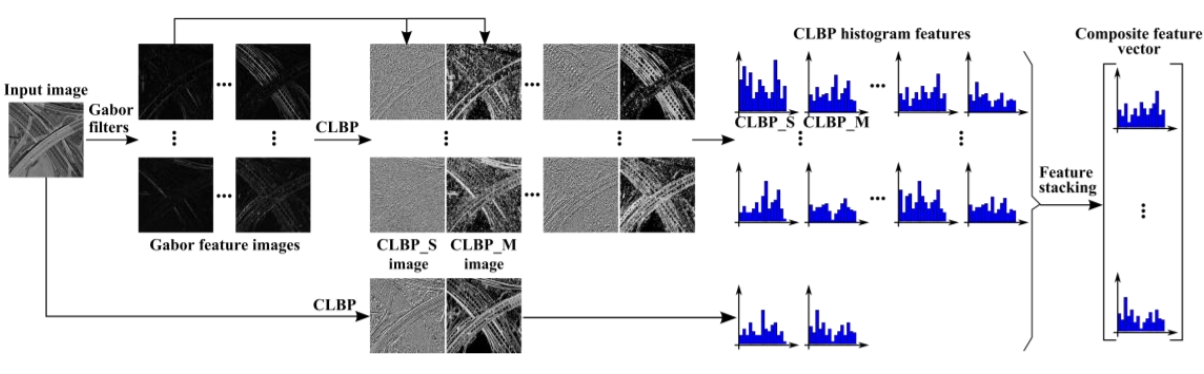 CLBP histogram features
Composite feature
vector
Input image
Gabor
filters
CLBP
CLBP_S CLBP_M
Feature
stacking
Gabor feature images
CLBP_S CLBP_M
image image
CLBP